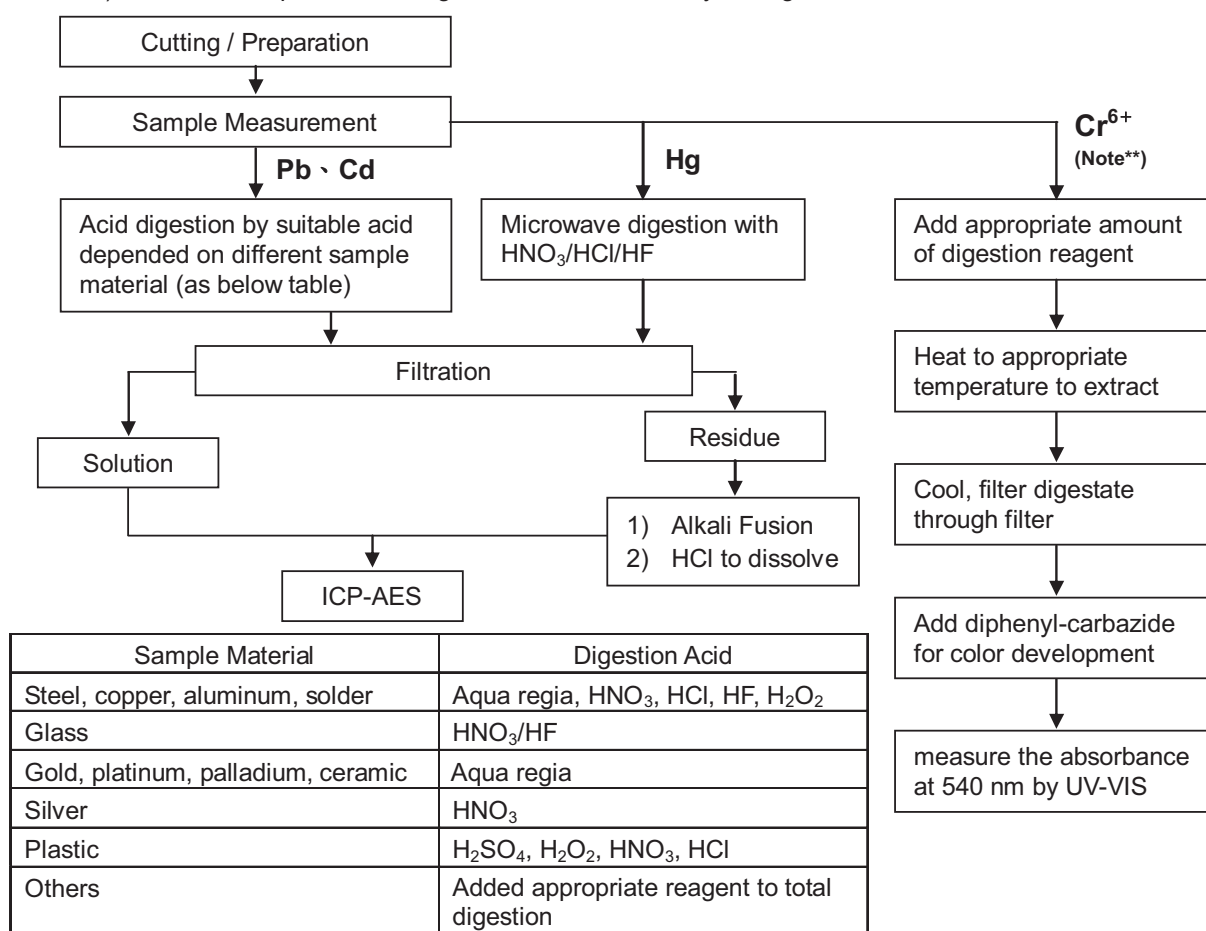 Cutting / Preparation
Sample Measurement
Pb、Cd
Hg
Cr⁶⁺
(Note**)
Acid digestion by suitable acid
depended on different sample
material (as below table)
Microwave digestion with
HNO₃/HCl/HF
Add appropriate amount
of digestion reagent
Filtration
Heat to appropriate
temperature to extract
Solution
Residue
1) Alkali Fusion
2) HCl to dissolve
Cool, filter digestate
through filter
ICP-AES
Add diphenyl-carbazide
for color development
measure the absorbance
at 540 nm by UV-VIS
Sample Material Digestion Acid
Steel, copper, aluminum, solder Aqua regia, HNO₃, HCl, HF, H₂O₂
Glass HNO₃/HF
Gold, platinum, palladium, ceramic Aqua regia
Silver HNO₃
Plastic H₂SO₄, H₂O₂, HNO₃, HCl
Others Added appropriate reagent to total
digestion